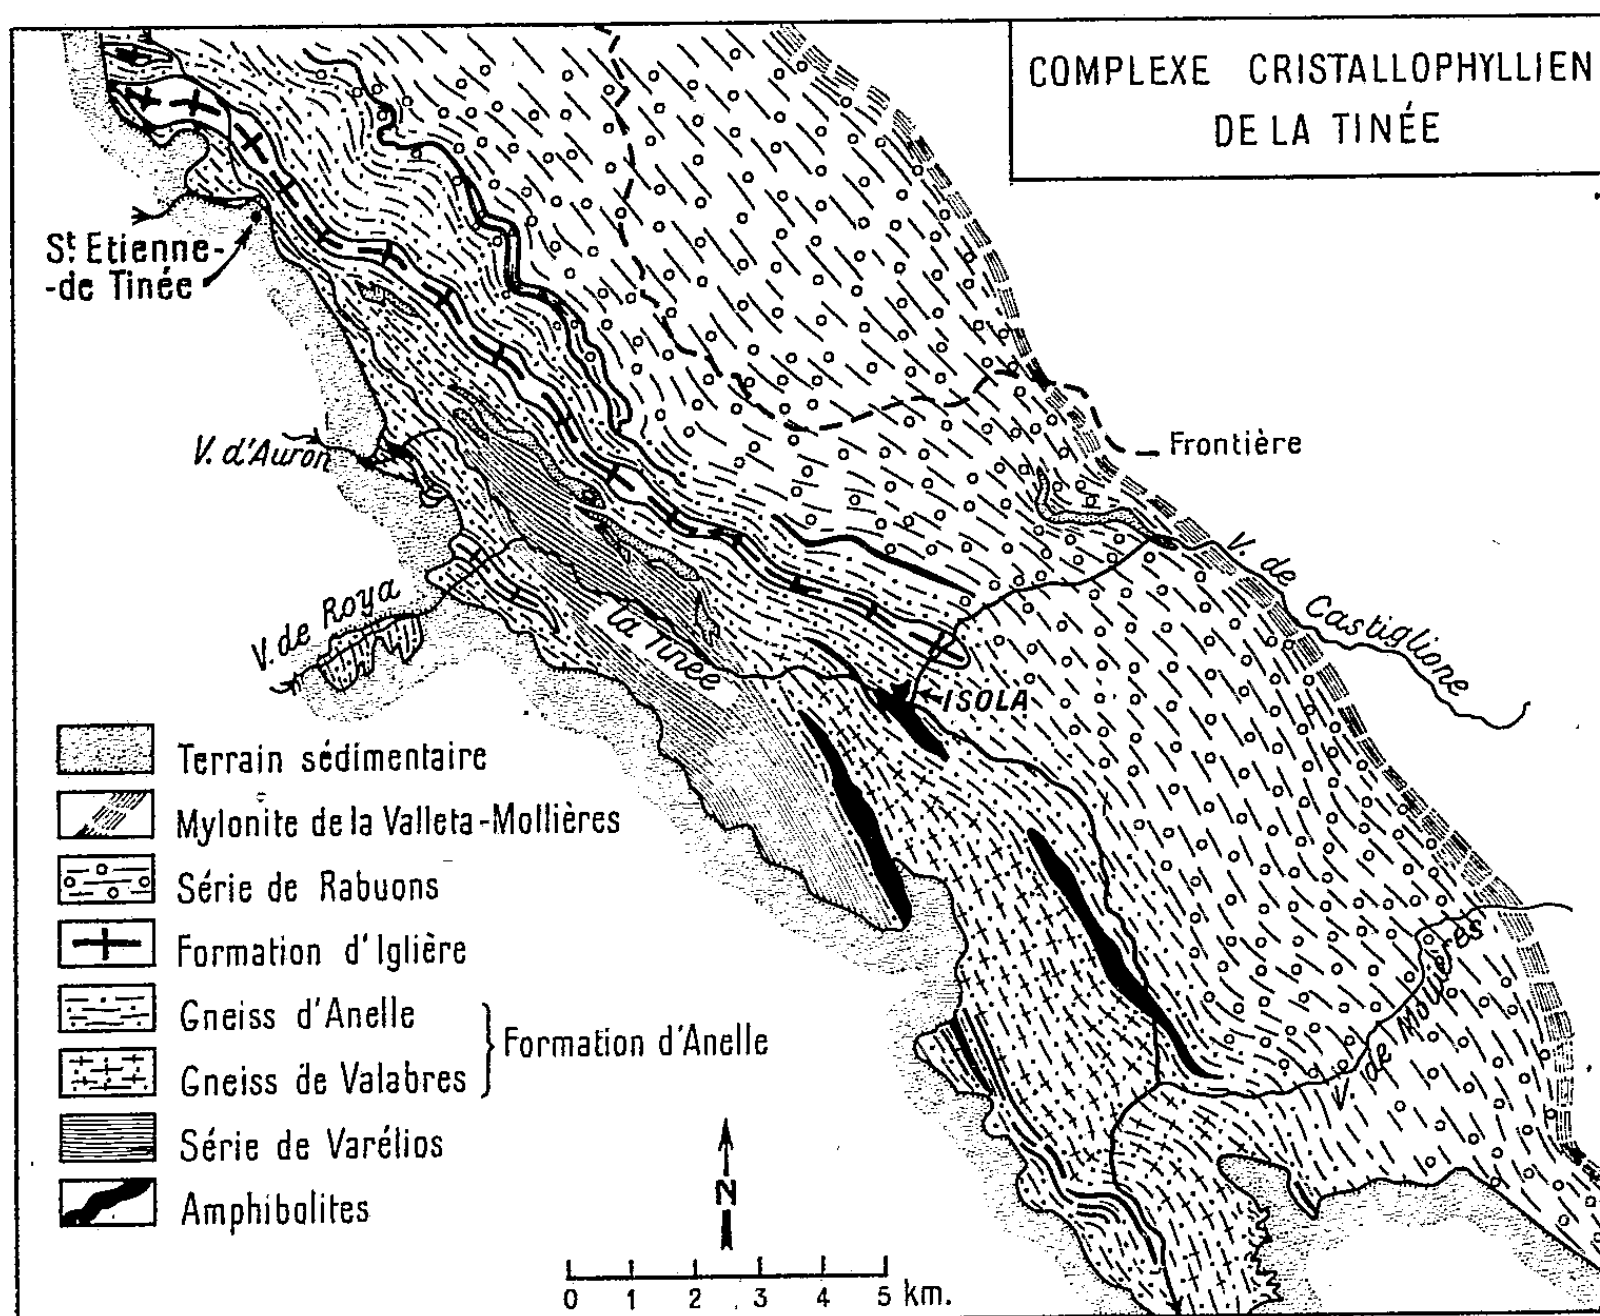 COMPLEXE CRISTALLOPHYLLIEN
DE LA TINÉE
St Etienne-
-de Tinée
V. d'Auron
Frontière
V. de Castiglione
V. de Roya
la Tinée
ISOLA
de Mollières
Terrain sédimentaire
Mylonite de la Valleta-Mollières
Série de Rabuons
Formation d'Iglière
Gneiss d'Anelle
Formation d'Anelle
Gneiss de Valabres
Série de Varélios
Amphibolites
N
0 1 2 3 4 5 km.